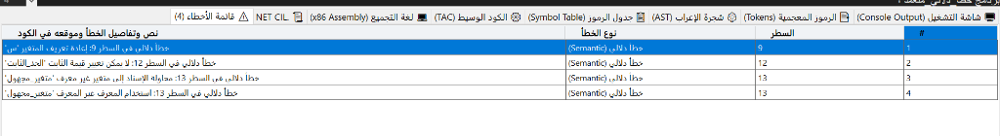 برنامج خطأ_دلالي_متعمد
شاشة التشغيل (Console Output) الرموز المعجمية (Tokens) شجرة الإعراب (AST) جدول الرموز (Symbol Table) الكود الوسيط (TAC) لغة التجميع (x86 Assembly) NET CIL. قائمة الأخطاء (4)
# السطر نوع الخطأ نص وتفاصيل الخطأ وموقعه في الكود
1 9 خطأ دلالي (Semantic) خطأ دلالي في السطر 9: إعادة تعريف المتغير 'س'
2 12 خطأ دلالي (Semantic) خطأ دلالي في السطر 12: لا يمكن تغيير قيمة الثابت 'الحد_الثابت'
3 13 خطأ دلالي (Semantic) خطأ دلالي في السطر 13: محاولة الإسناد إلى متغير غير معرف 'متغير_مجهول'
4 13 خطأ دلالي (Semantic) خطأ دلالي في السطر 13: استخدام المعرف غير المعرف 'متغير_مجهول'